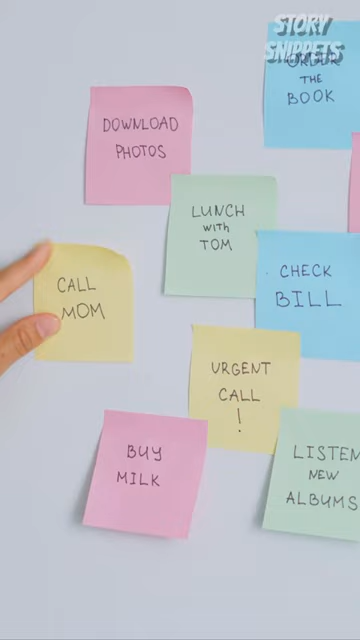 STORY
SNIPPETS
ORDER
THE
BOOK
DOWNLOAD
PHOTOS
LUNCH
with
TOM
CALL
MOM
CHECK
BILL
URGENT
CALL
!
BUY
MILK
LISTEN
NEW
ALBUMS